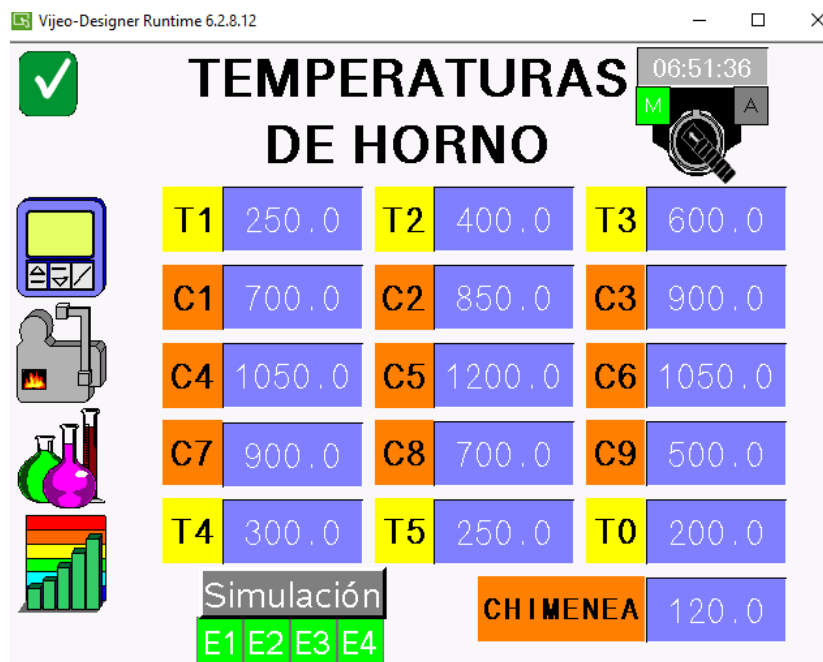 Vijeo-Designer Runtime 6.2.8.12
TEMPERATURAS
DE HORNO
06:51:36
M A
T1 250.0 T2 400.0 T3 600.0
C1 700.0 C2 850.0 C3 900.0
C4 1050.0 C5 1200.0 C6 1050.0
C7 900.0 C8 700.0 C9 500.0
T4 300.0 T5 250.0 T0 200.0
Simulación
CHIMENEA 120.0
E1 E2 E3 E4